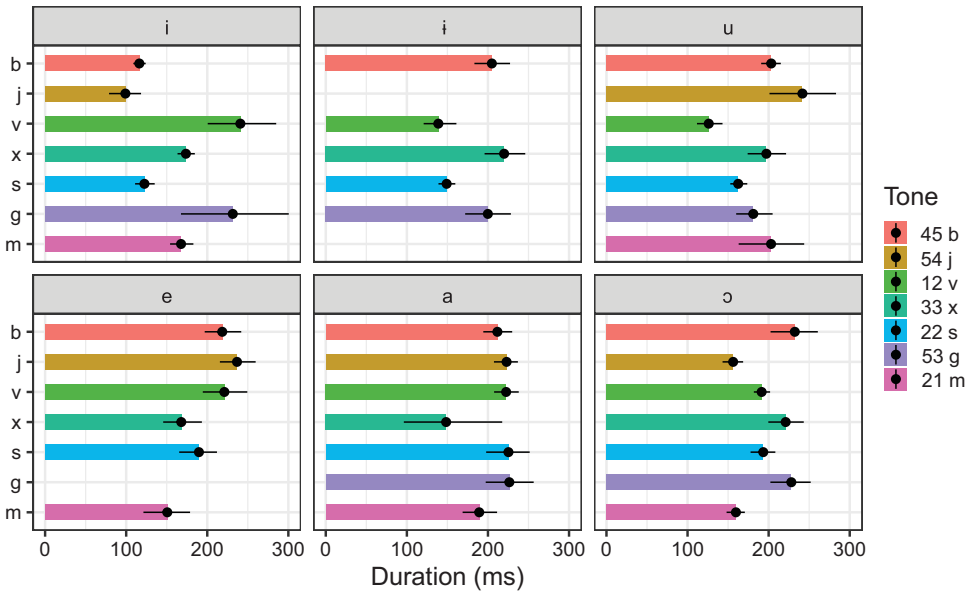 i ɨ u
b
j
v
x
s
g
m
e a ɔ
b
j
v
x
s
g
m
0 100 200 300 0 100 200 300 0 100 200 300
Duration (ms)
Tone
45 b
54 j
12 v
33 x
22 s
53 g
21 m